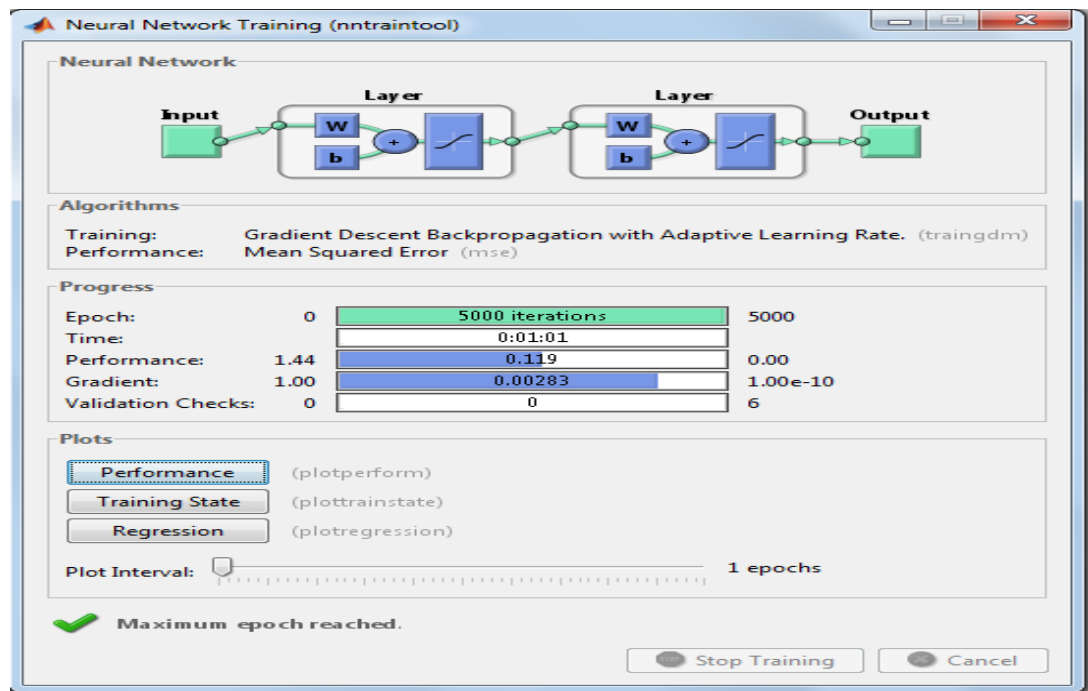 Neural Network Training (nntraintool)
Neural Network
Layer
Layer
Input
Output
W
b
+
W
b
+
Algorithms
Training: Gradient Descent Backpropagation with Adaptive Learning Rate. (traingdm)
Performance: Mean Squared Error (mse)
Progress
Epoch: 0 5000 iterations 5000
Time: 0:01:01
Performance: 1.44 0.119 0.00
Gradient: 1.00 0.00283 1.00e-10
Validation Checks: 0 0 6
Plots
Performance (plotperform)
Training State (plottrainstate)
Regression (plotregression)
Plot Interval: 1 epochs
Maximum epoch reached.
Stop Training Cancel